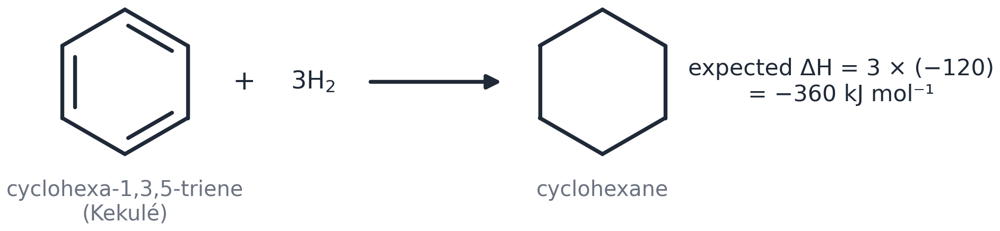 +
3H₂
expected ΔH = 3 × (−120)
= −360 kJ mol⁻¹
cyclohexa-1,3,5-triene
(Kekulé)
cyclohexane